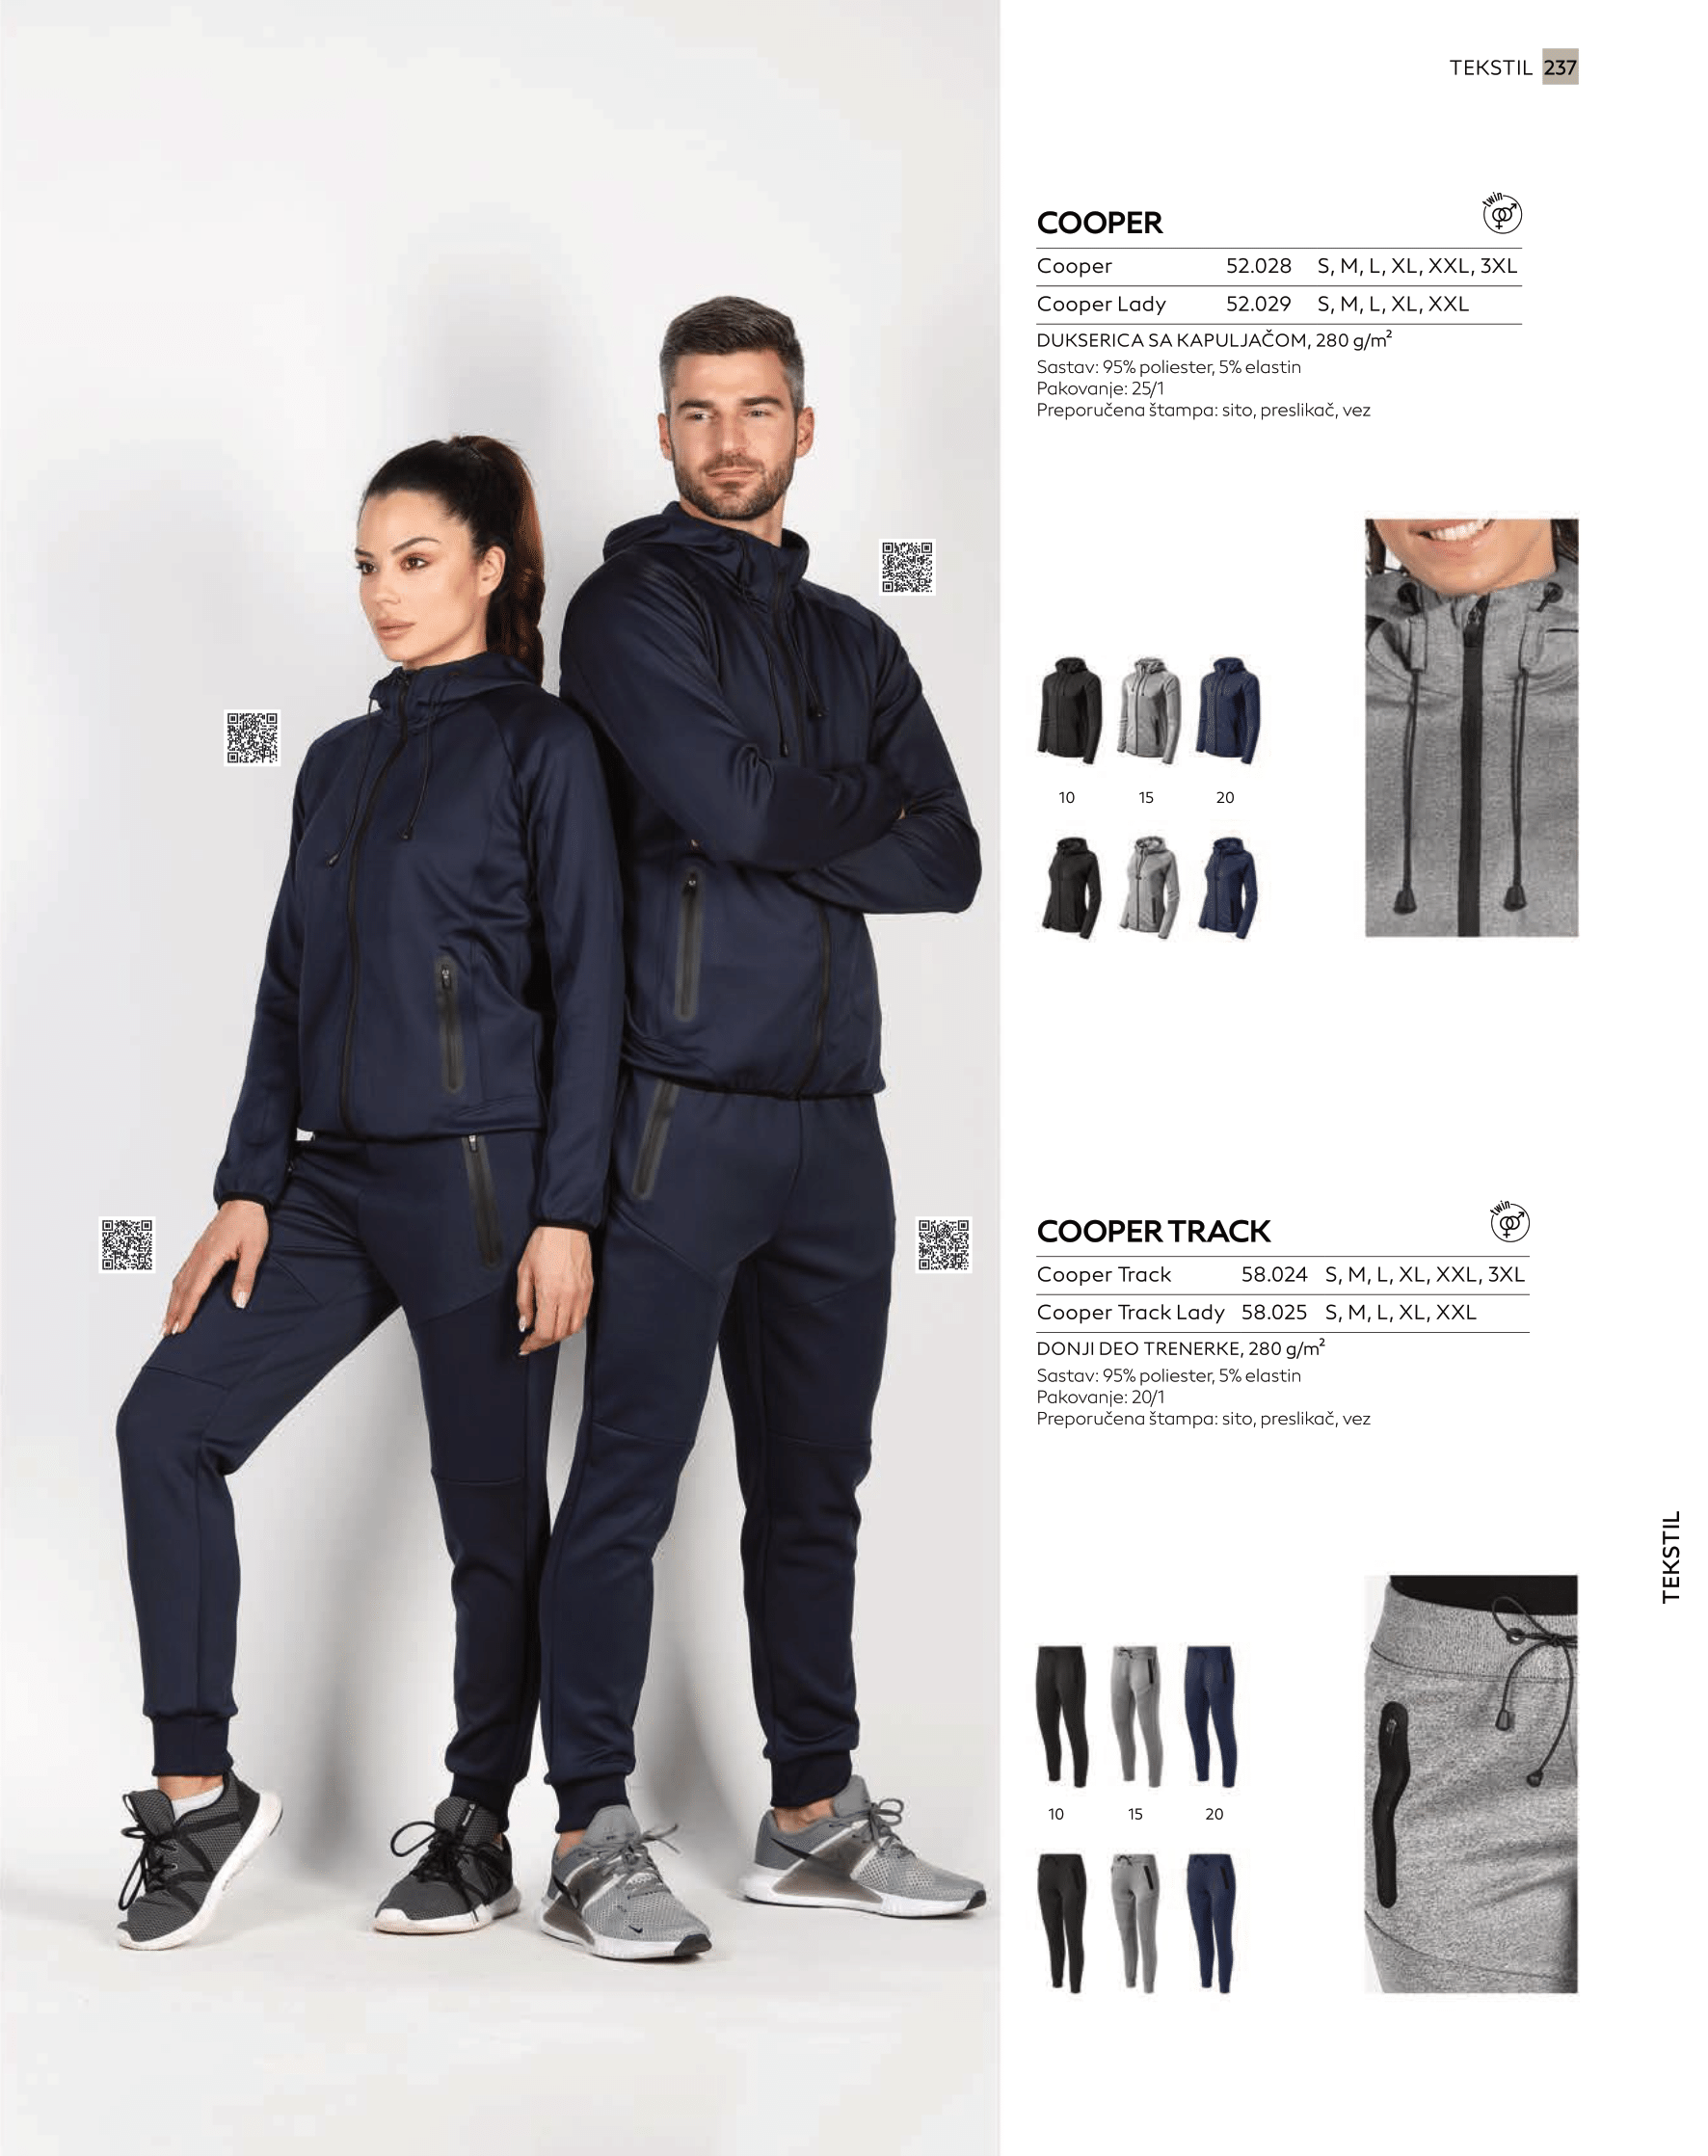 TEKSTIL 237
COOPER
twin
Cooper 52.028 S, M, L, XL, XXL, 3XL
Cooper Lady 52.029 S, M, L, XL, XXL
DUKSERICA SA KAPULJAČOM, 280 g/m²
Sastav: 95% poliester, 5% elastin
Pakovanje: 25/1
Preporučena štampa: sito, preslikač, vez
10 15 20
COOPER TRACK
twin
Cooper Track 58.024 S, M, L, XL, XXL, 3XL
Cooper Track Lady 58.025 S, M, L, XL, XXL
DONJI DEO TRENERKE, 280 g/m²
Sastav: 95% poliester, 5% elastin
Pakovanje: 20/1
Preporučena štampa: sito, preslikač, vez
TEKSTIL
10 15 20